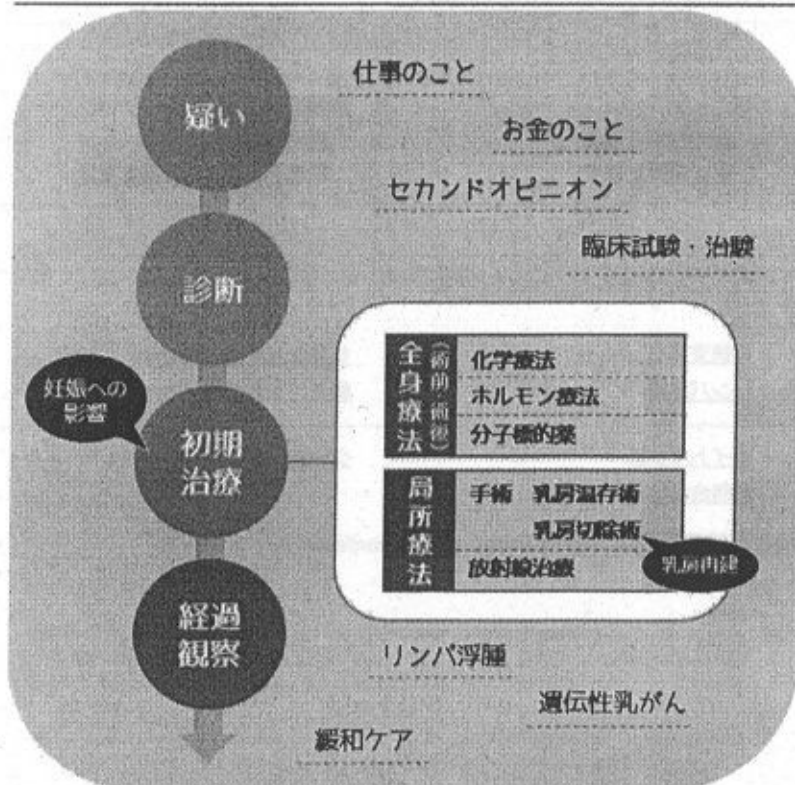 仕事のこと
疑い
お金のこと
セカンドオピニオン
臨床試験・治験
診断
妊娠への
影響
初期
治療
全身療法
(術前・術後)
化学療法
ホルモン療法
分子標的薬
局所療法
手術 乳房温存術
乳房切除術
乳房再建
放射線治療
経過
観察
リンパ浮腫
遺伝性乳がん
緩和ケア